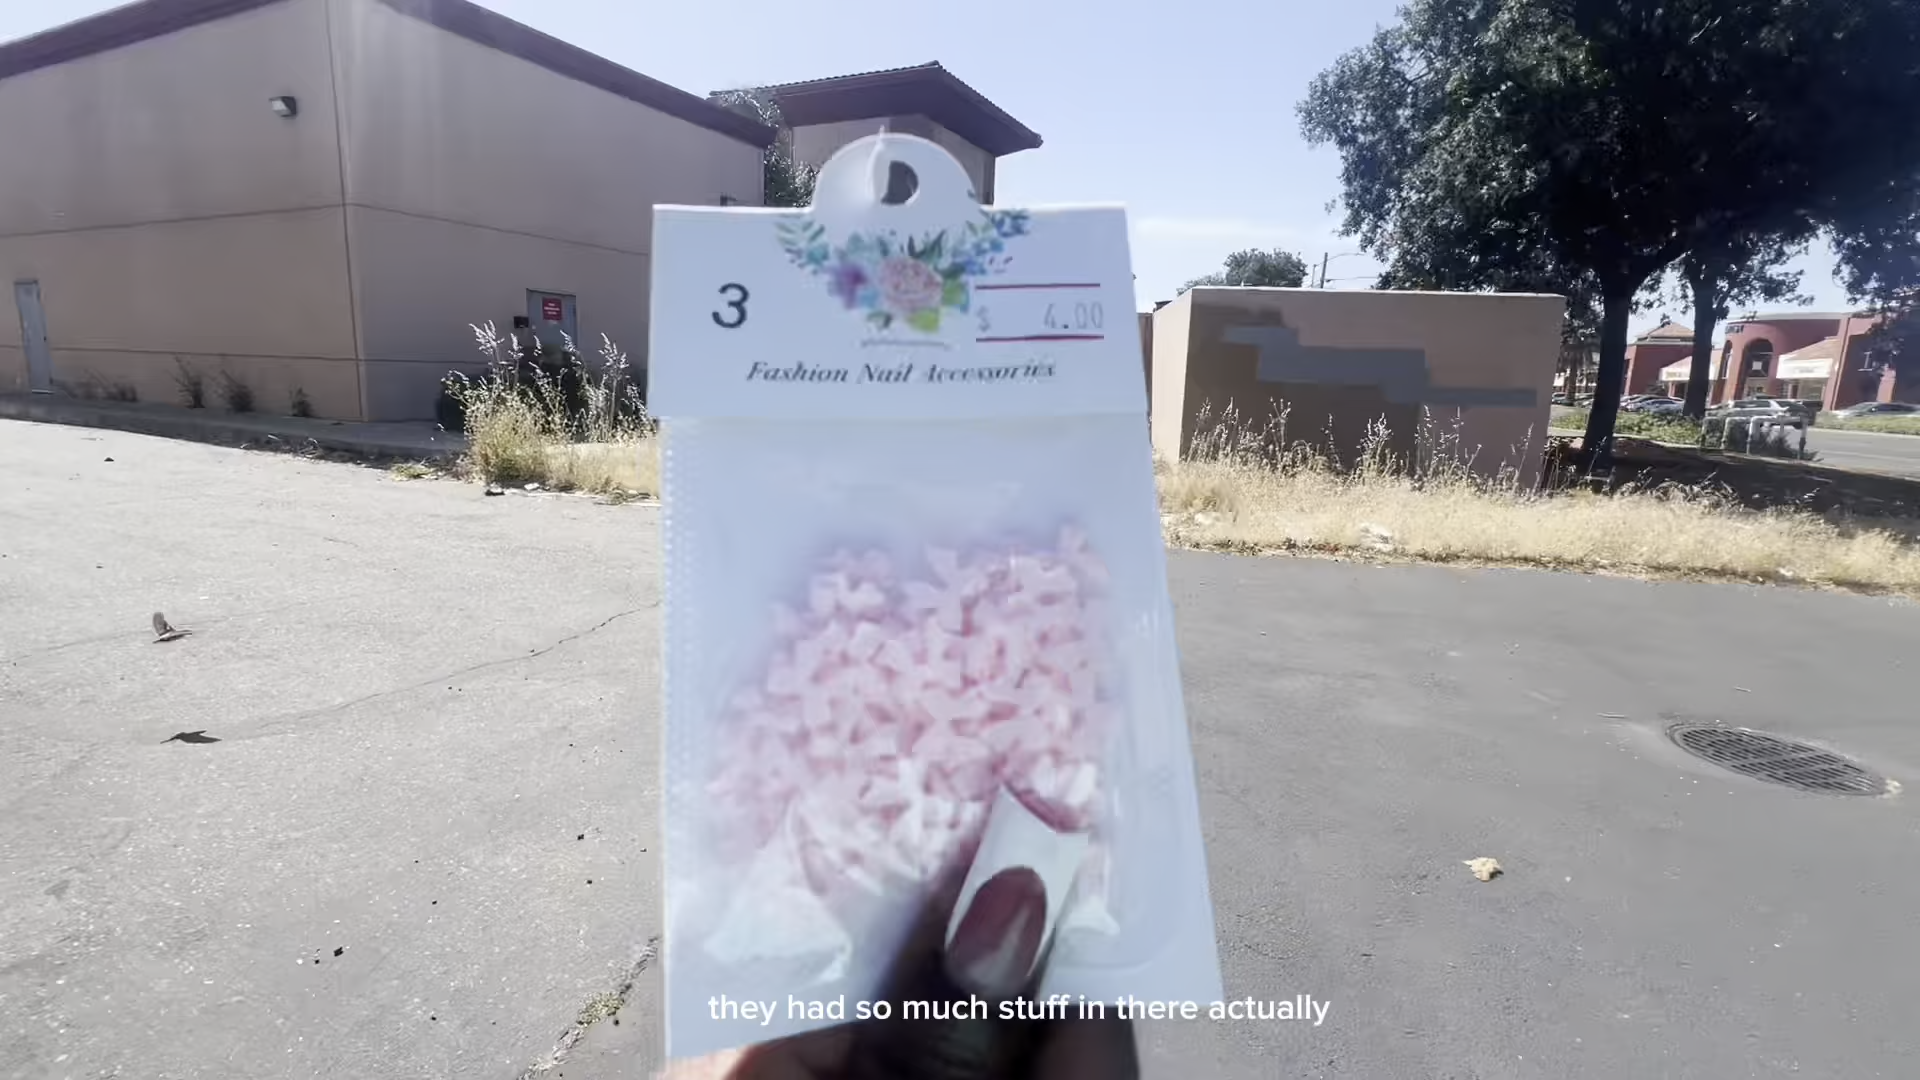 3
$ 4.00
Fashion Nail Accessories
they had so much stuff in there actually